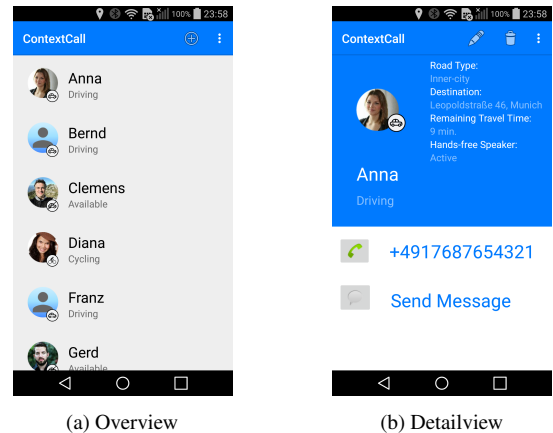 100% 23:58
ContextCall
Anna
Driving
Bernd
Driving
Clemens
Available
Diana
Cycling
Franz
Driving
Gerd
Available
(a) Overview
100% 23:58
ContextCall
Road Type:
Inner-city
Destination:
Leopoldstraße 46, Munich
Remaining Travel Time:
9 min.
Hands-free Speaker:
Active
Anna
Driving
+4917687654321
Send Message
(b) Detailview